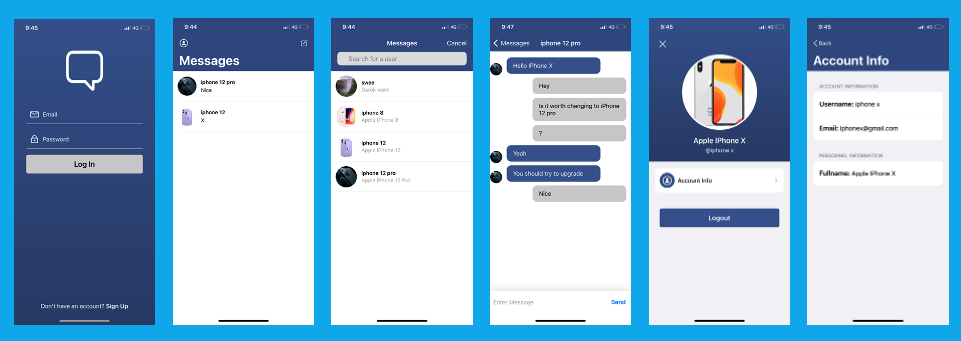 9:45
4G
Email
Password
Log In
Don't have an account? Sign Up
9:44
4G
Messages
iphone 12 pro
Nice
iphone 12
X
9:44
4G
Messages
Cancel
Search for a user
swee
Derek want
iphone 8
Apple iPhone 8
iphone 12
Apple iPhone 12
iphone 12 pro
Apple iPhone 12 Pro
9:47
4G
Messages
iphone 12 pro
Hello iPhone X
Hey
Is it worth changing to iPhone
12 pro
?
Yeah
You should try to upgrade
Nice
Enter Message
Send
9:45
4G
Apple IPhone X
@iphone x
Account Info
Logout
9:45
4G
Back
Account Info
ACCOUNT INFORMATION
Username: iphone x
Email: Iphonex@gmail.com
PERSONNEL INFORMATION
Fullname: Apple IPhone X